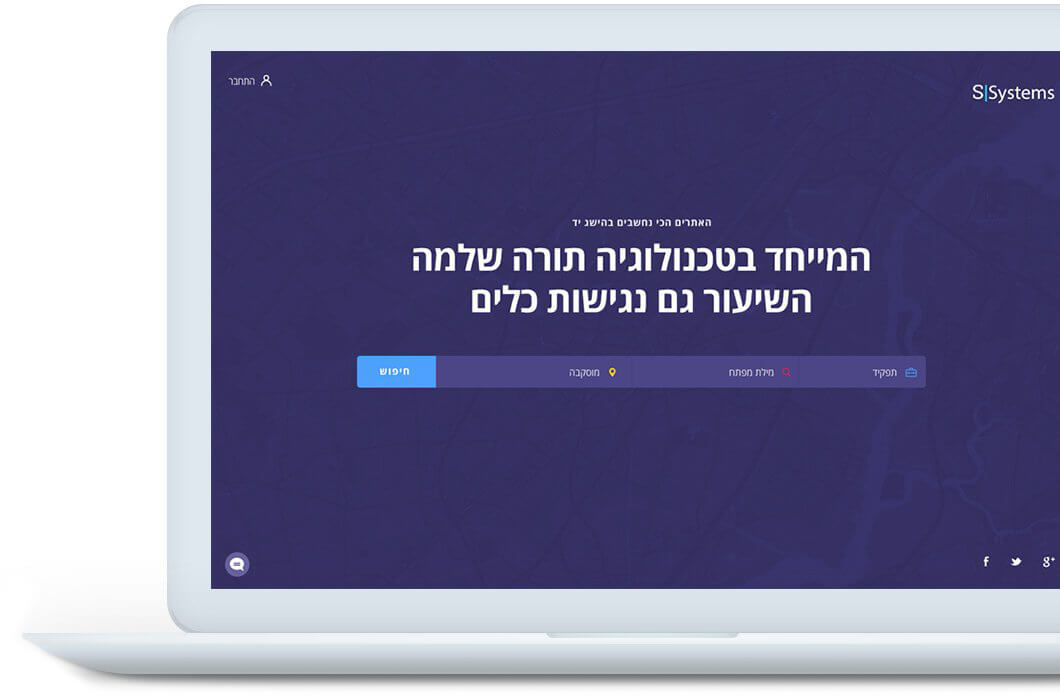 S|Systems
התחבר
האתרים הכי נחשבים בהישג יד
המייחד בטכנולוגיה תורה שלמה
השיעור גם נגישות כלים
תפקיד
מילת מפתח
מוסקבה
חיפוש
f
g+